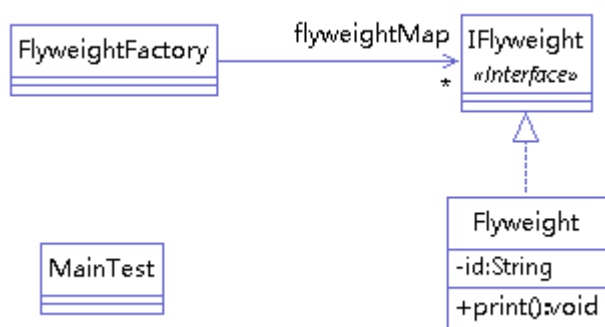 FlyweightFactory
flyweightMap
*
IFlyweight
«Interface»
Flyweight
-id:String
+print():void
MainTest